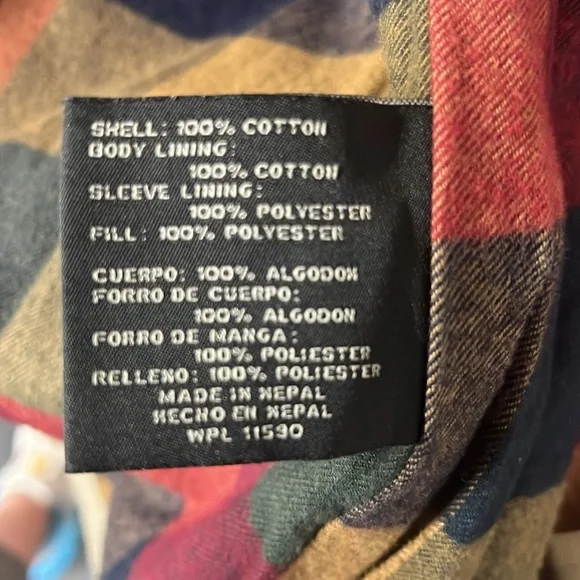 SHELL: 100% COTTON
BODY LINING:
100% COTTON
SLEEVE LINING:
100% POLYESTER
FILL: 100% POLYESTER
CUERPO: 100% ALGODON
FORRO DE CUERPO:
100% ALGODON
FORRO DE MANGA:
100% POLIESTER
RELLENO: 100% POLIESTER
MADE IN NEPAL
HECHO EN NEPAL
WPL 11590